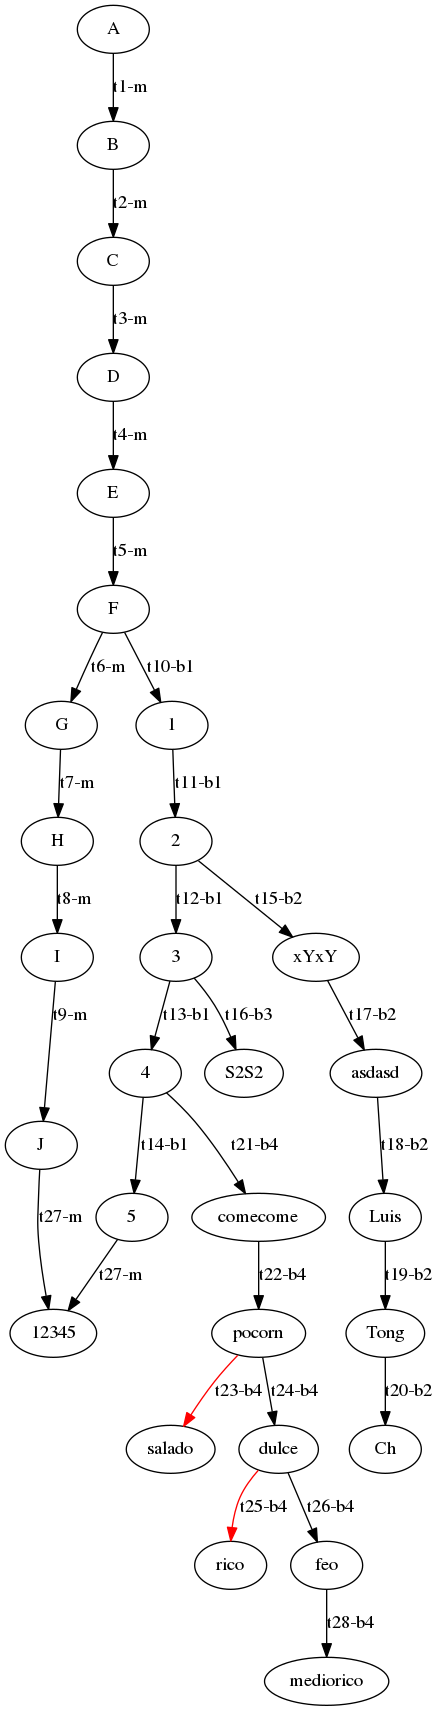 A
t1-m
B
t2-m
C
t3-m
D
t4-m
E
t5-m
F
t6-m
t10-b1
G
1
t7-m
t11-b1
H
2
t8-m
t12-b1
t15-b2
I
3
xYxY
t9-m
t13-b1
t16-b3
t17-b2
4
S2S2
asdasd
J
t14-b1
t21-b4
t18-b2
5
comecome
Luis
t27-m
t27-m
t22-b4
t19-b2
12345
pocorn
Tong
t23-b4
t24-b4
t20-b2
salado
dulce
Ch
t25-b4
t26-b4
rico
feo
t28-b4
mediorico